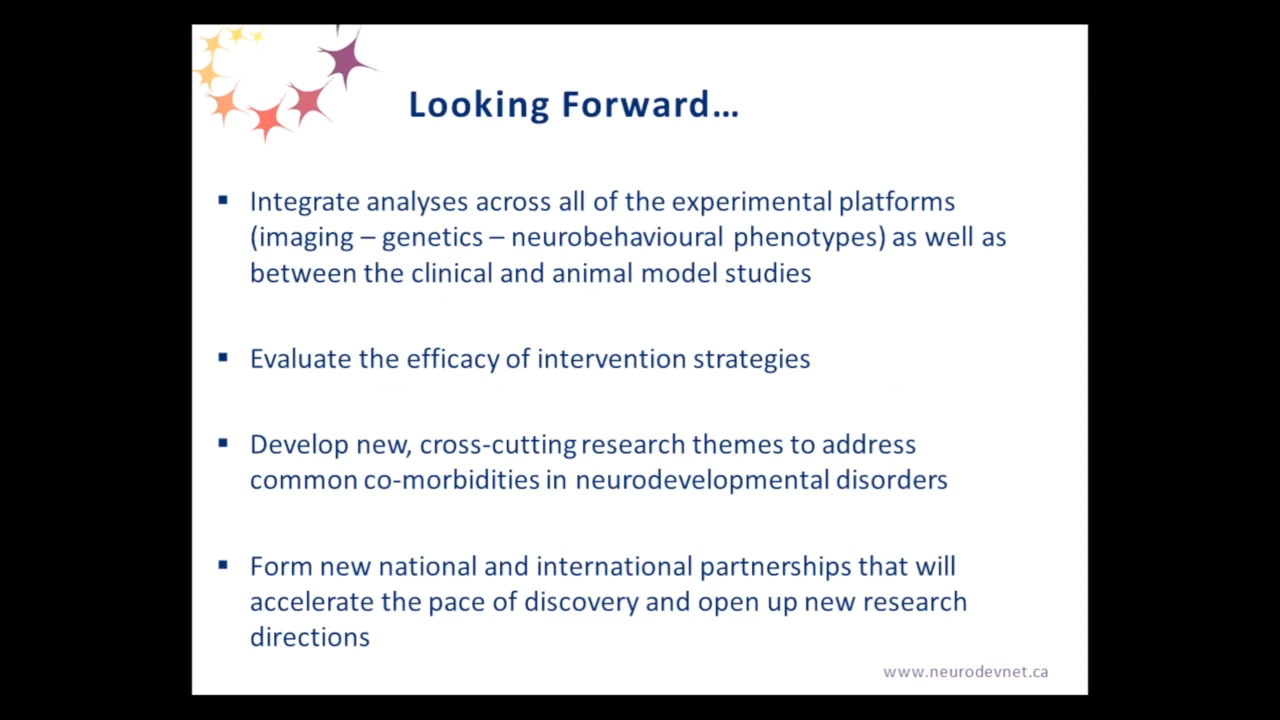 Looking Forward…
▪ Integrate analyses across all of the experimental platforms
(imaging – genetics – neurobehavioural phenotypes) as well as
between the clinical and animal model studies
▪ Evaluate the efficacy of intervention strategies
▪ Develop new, cross-cutting research themes to address
common co-morbidities in neurodevelopmental disorders
▪ Form new national and international partnerships that will
accelerate the pace of discovery and open up new research
directions
www.neurodevnet.ca